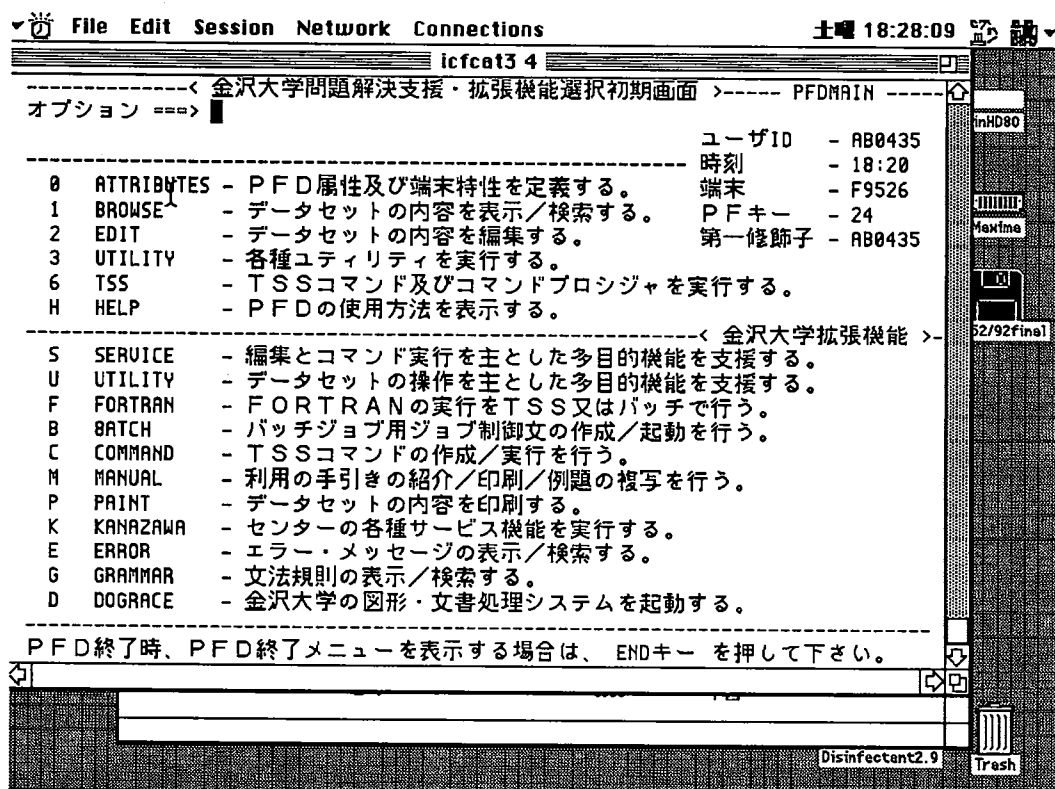 File Edit Session Network Connections 土曜 18:28:09
icfcat3 4
---------------< 金沢大学問題解決支援・拡張機能選択初期画面 >----- PFDMAIN -----
オプション ===>
ユーザID - AB0435
時刻 - 18:20
0 ATTRIBUTES - PFD属性及び端末特性を定義する。 端末 - F9526
1 BROWSE - データセットの内容を表示/検索する。 PFキー - 24
2 EDIT - データセットの内容を編集する。 第一修飾子 - AB0435
3 UTILITY - 各種ユティリティを実行する。
6 TSS - TSSコマンド及びコマンドプロシジャを実行する。
H HELP - PFDの使用方法を表示する。
< 金沢大学拡張機能 >-
S SERVICE - 編集とコマンド実行を主とした多目的機能を支援する。
U UTILITY - データセットの操作を主とした多目的機能を支援する。
F FORTRAN - FORTRANの実行をTSS又はバッチで行う。
B BATCH - バッチジョブ用ジョブ制御文の作成/起動を行う。
C COMMAND - TSSコマンドの作成/実行を行う。
M MANUAL - 利用の手引きの紹介/印刷/例題の複写を行う。
P PRINT - データセットの内容を印刷する。
K KANAZAWA - センターの各種サービス機能を実行する。
E ERROR - エラー・メッセージの表示/検索する。
G GRAMMAR - 文法規則の表示/検索する。
D DOGRACE - 金沢大学の図形・文書処理システムを起動する。
PFD終了時、PFD終了メニューを表示する場合は、 ENDキー を押して下さい。
inHD80
Maxima
52/92final
Disinfectant2.9
Trash